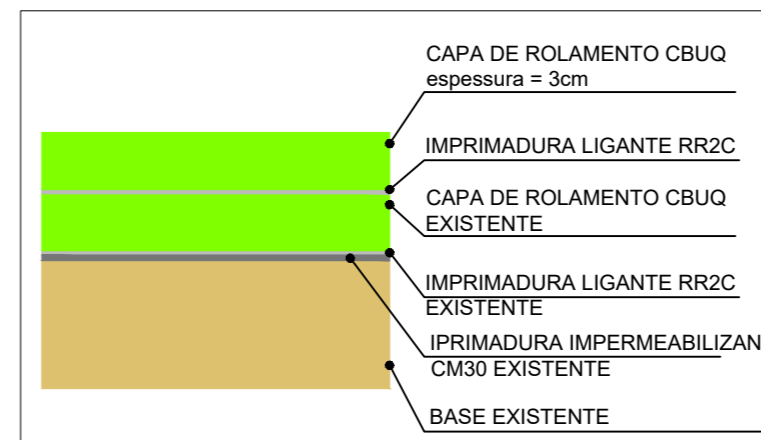 CAPA DE ROLAMENTO CBUQ
espessura = 3cm
IMPRIMADURA LIGANTE RR2C
CAPA DE ROLAMENTO CBUQ
EXISTENTE
IMPRIMADURA LIGANTE RR2C
EXISTENTE
IPRIMADURA IMPERMEABILIZAN
CM30 EXISTENTE
BASE EXISTENTE